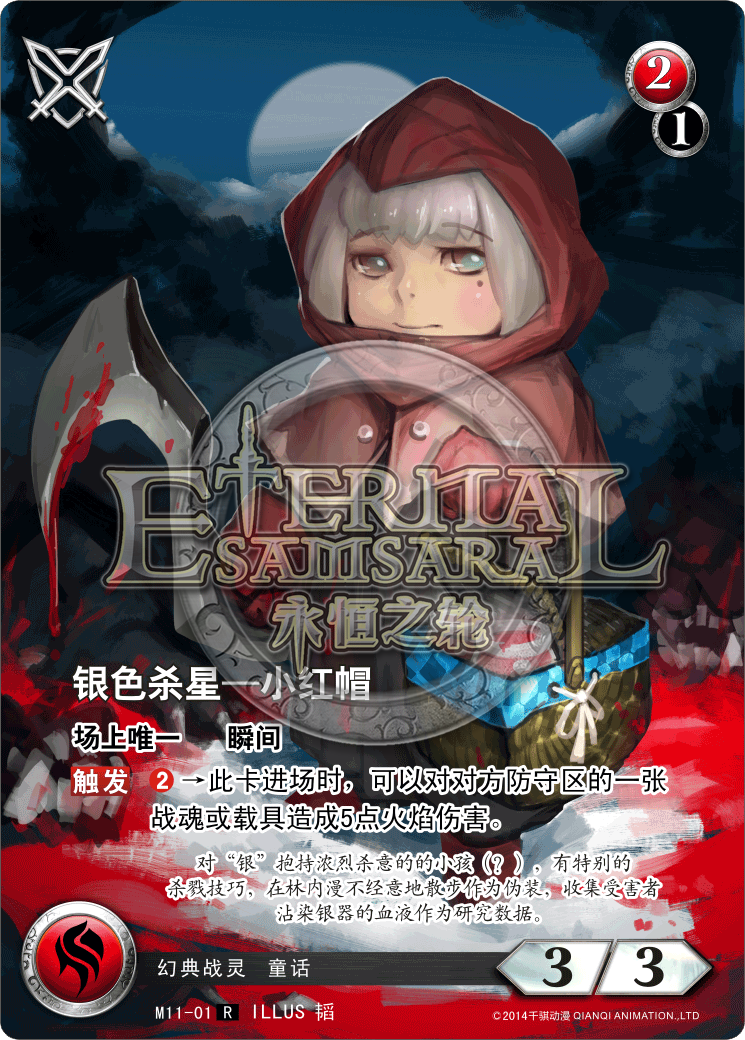 2
1
ETERNAL
SAMSARA
永恒之轮
银色杀星—小红帽
场上唯一 瞬间
触发 2→此卡进场时，可以对对方防守区的一张
战魂或载具造成5点火焰伤害。
对“银”抱持浓烈杀意的的小孩（？），有特别的
杀戮技巧，在林内漫不经意地散步作为伪装，收集受害者
沾染银器的血液作为研究数据。
幻典战灵 童话
3 3
M11-01 R ILLUS 韬
©2014千骐动漫 QIANQI ANIMATION.,LTD